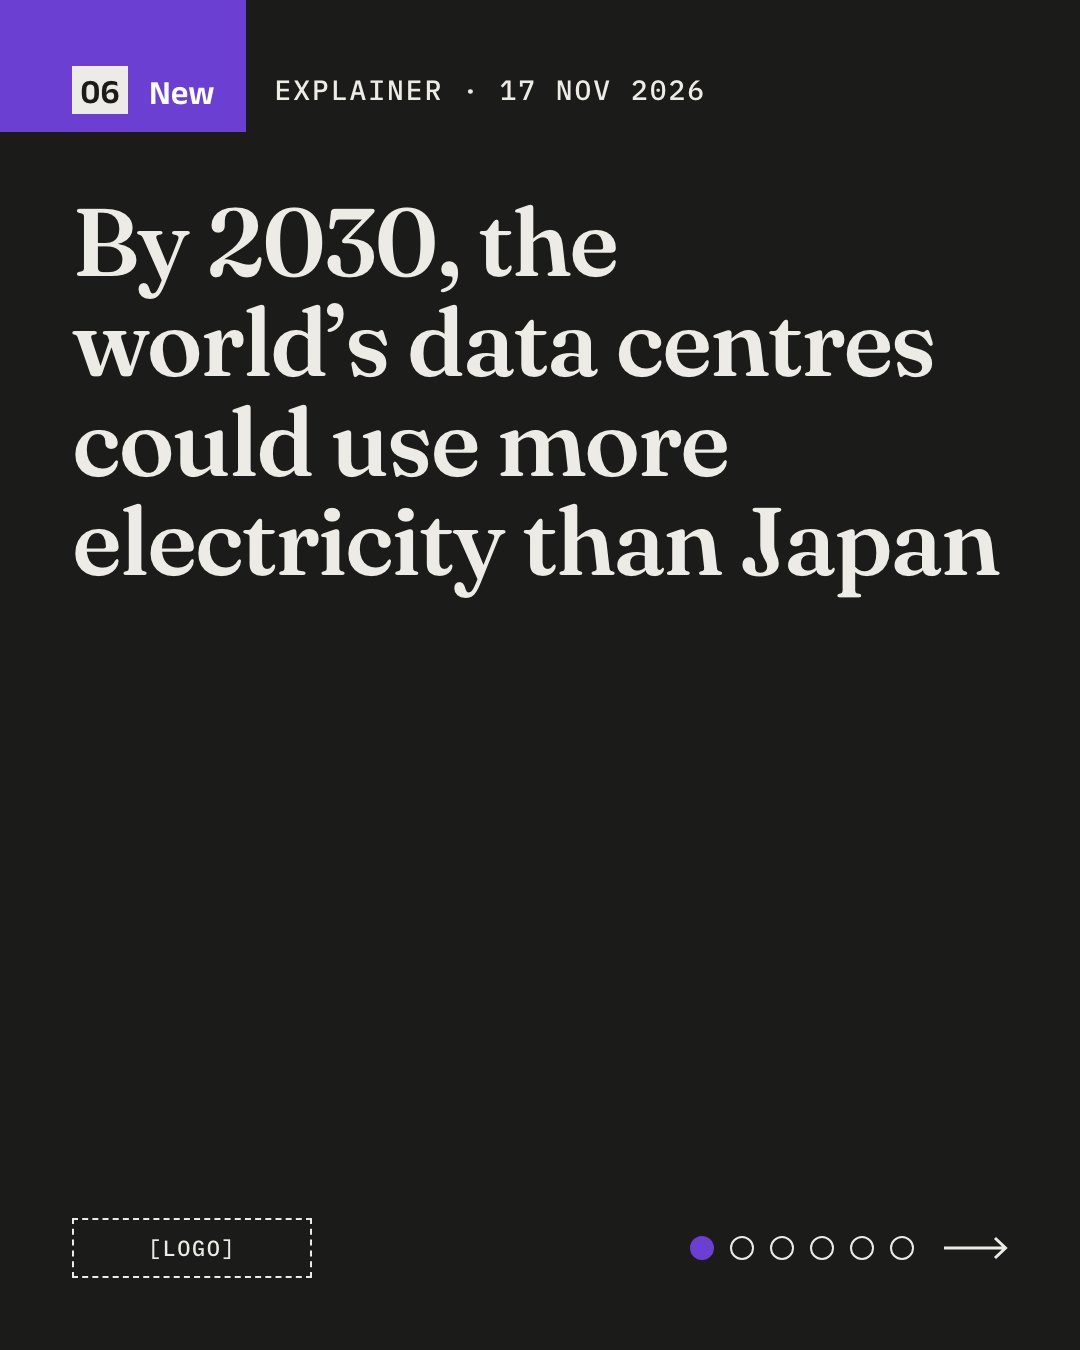 06 New EXPLAINER · 17 NOV 2026
By 2030, the
world’s data centres
could use more
electricity than Japan
[LOGO]